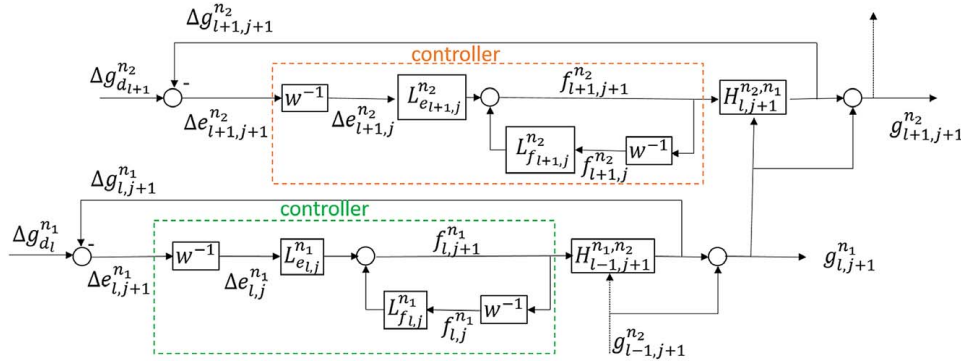 Δg^{n_2}_{l+1,j+1}
controller
Δg^{n_2}_{d_{l+1}}
-
w^{-1}
L^{n_2}_{e_{l+1,j}}
f^{n_2}_{l+1,j+1}
H^{n_2,n_1}_{l,j+1}
Δe^{n_2}_{l+1,j+1}
Δe^{n_2}_{l+1,j}
g^{n_2}_{l+1,j+1}
L^{n_2}_{f_{l+1,j}}
f^{n_2}_{l+1,j}
w^{-1}
Δg^{n_1}_{l,j+1}
controller
Δg^{n_1}_{d_l}
-
w^{-1}
L^{n_1}_{e_{l,j}}
f^{n_1}_{l,j+1}
H^{n_1,n_2}_{l-1,j+1}
g^{n_1}_{l,j+1}
Δe^{n_1}_{l,j+1}
Δe^{n_1}_{l,j}
L^{n_1}_{f_{l,j}}
f^{n_1}_{l,j}
w^{-1}
g^{n_2}_{l-1,j+1}